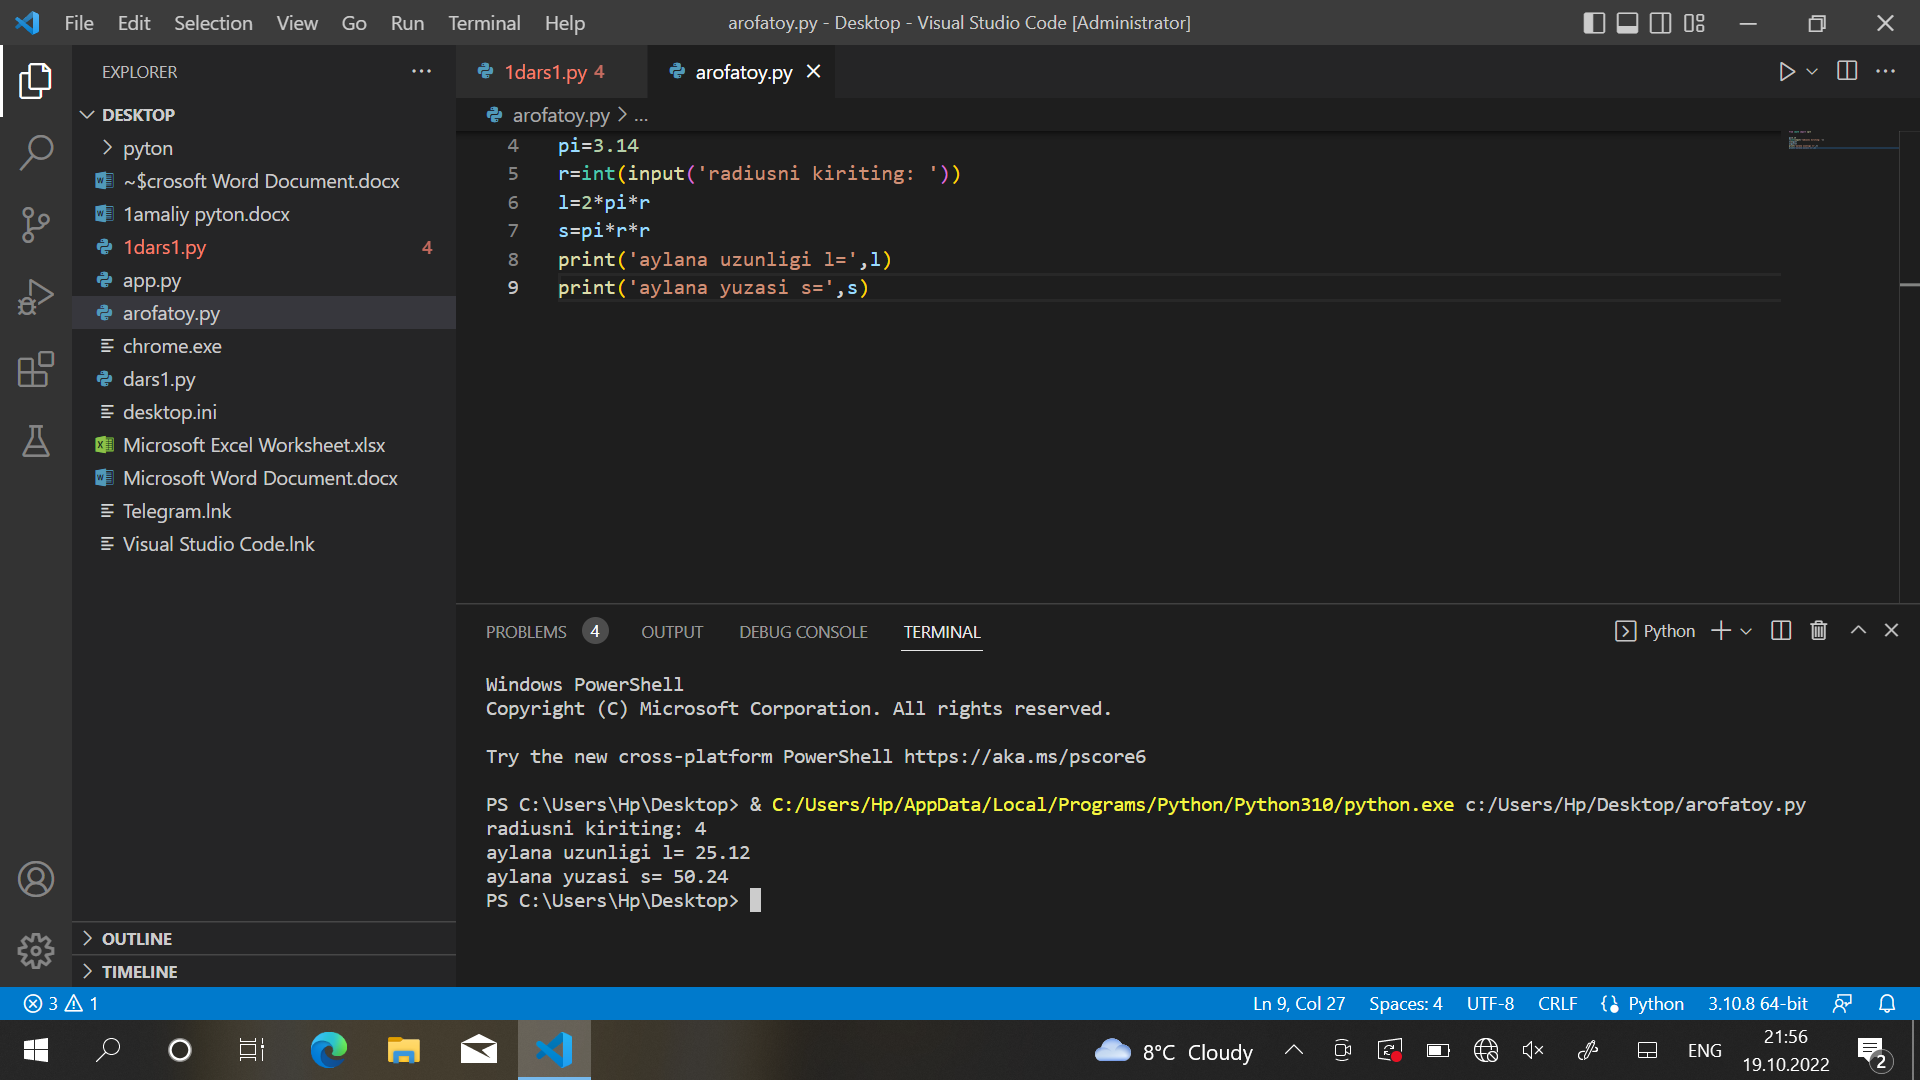 File Edit Selection View Go Run Terminal Help
arofatoy.py - Desktop - Visual Studio Code [Administrator]
EXPLORER
DESKTOP
pyton
~$crosoft Word Document.docx
1amaliy pyton.docx
1dars1.py 4
app.py
arofatoy.py
chrome.exe
dars1.py
desktop.ini
Microsoft Excel Worksheet.xlsx
Microsoft Word Document.docx
Telegram.lnk
Visual Studio Code.lnk
OUTLINE
TIMELINE
1dars1.py 4 arofatoy.py
arofatoy.py > ...
4 pi=3.14
5 r=int(input('radiusni kiriting: '))
6 l=2*pi*r
7 s=pi*r*r
8 print('aylana uzunligi l=',l)
9 print('aylana yuzasi s=',s)
PROBLEMS 4 OUTPUT DEBUG CONSOLE TERMINAL Python
Windows PowerShell
Copyright (C) Microsoft Corporation. All rights reserved.
Try the new cross-platform PowerShell https://aka.ms/pscore6
PS C:\Users\Hp\Desktop> & C:/Users/Hp/AppData/Local/Programs/Python/Python310/python.exe c:/Users/Hp/Desktop/arofatoy.py
radiusni kiriting: 4
aylana uzunligi l= 25.12
aylana yuzasi s= 50.24
PS C:\Users\Hp\Desktop>
3 1 Ln 9, Col 27 Spaces: 4 UTF-8 CRLF Python 3.10.8 64-bit
8°C Cloudy ENG 21:56
19.10.2022 2